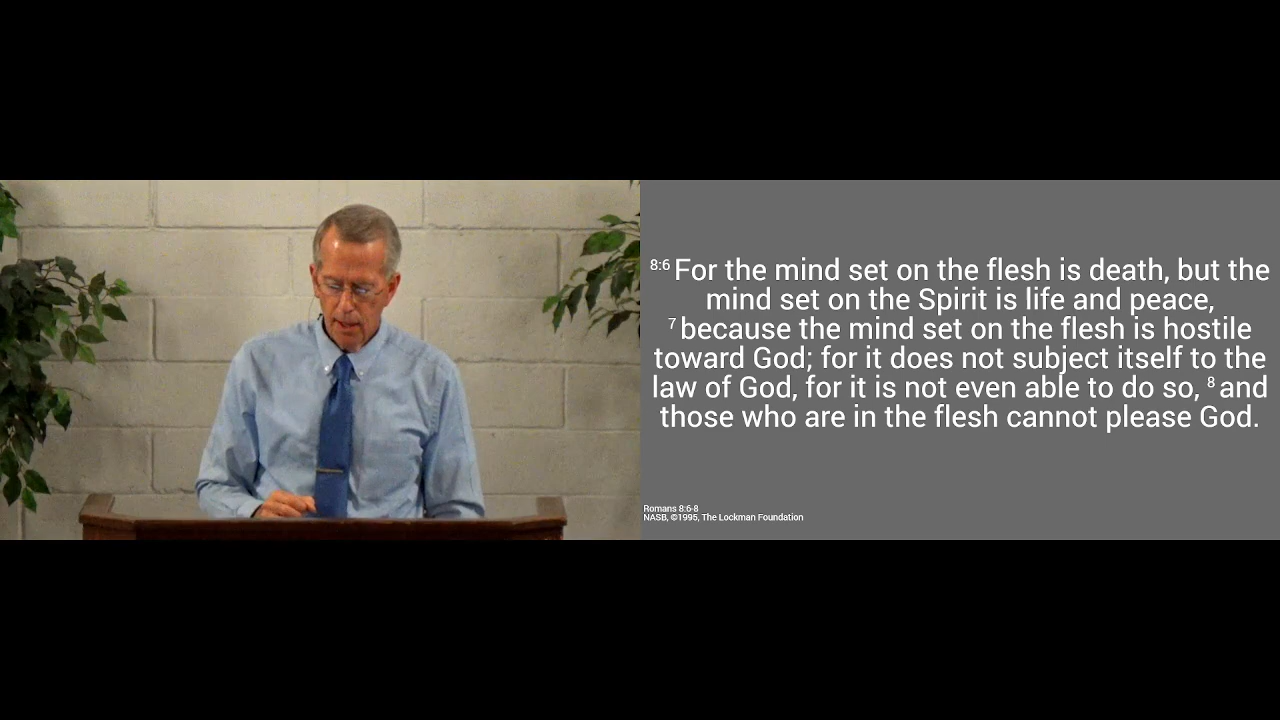 8:6 For the mind set on the flesh is death, but the
mind set on the Spirit is life and peace,
7 because the mind set on the flesh is hostile
toward God; for it does not subject itself to the
law of God, for it is not even able to do so, 8 and
those who are in the flesh cannot please God.
Romans 8:6-8
NASB, ©1995, The Lockman Foundation